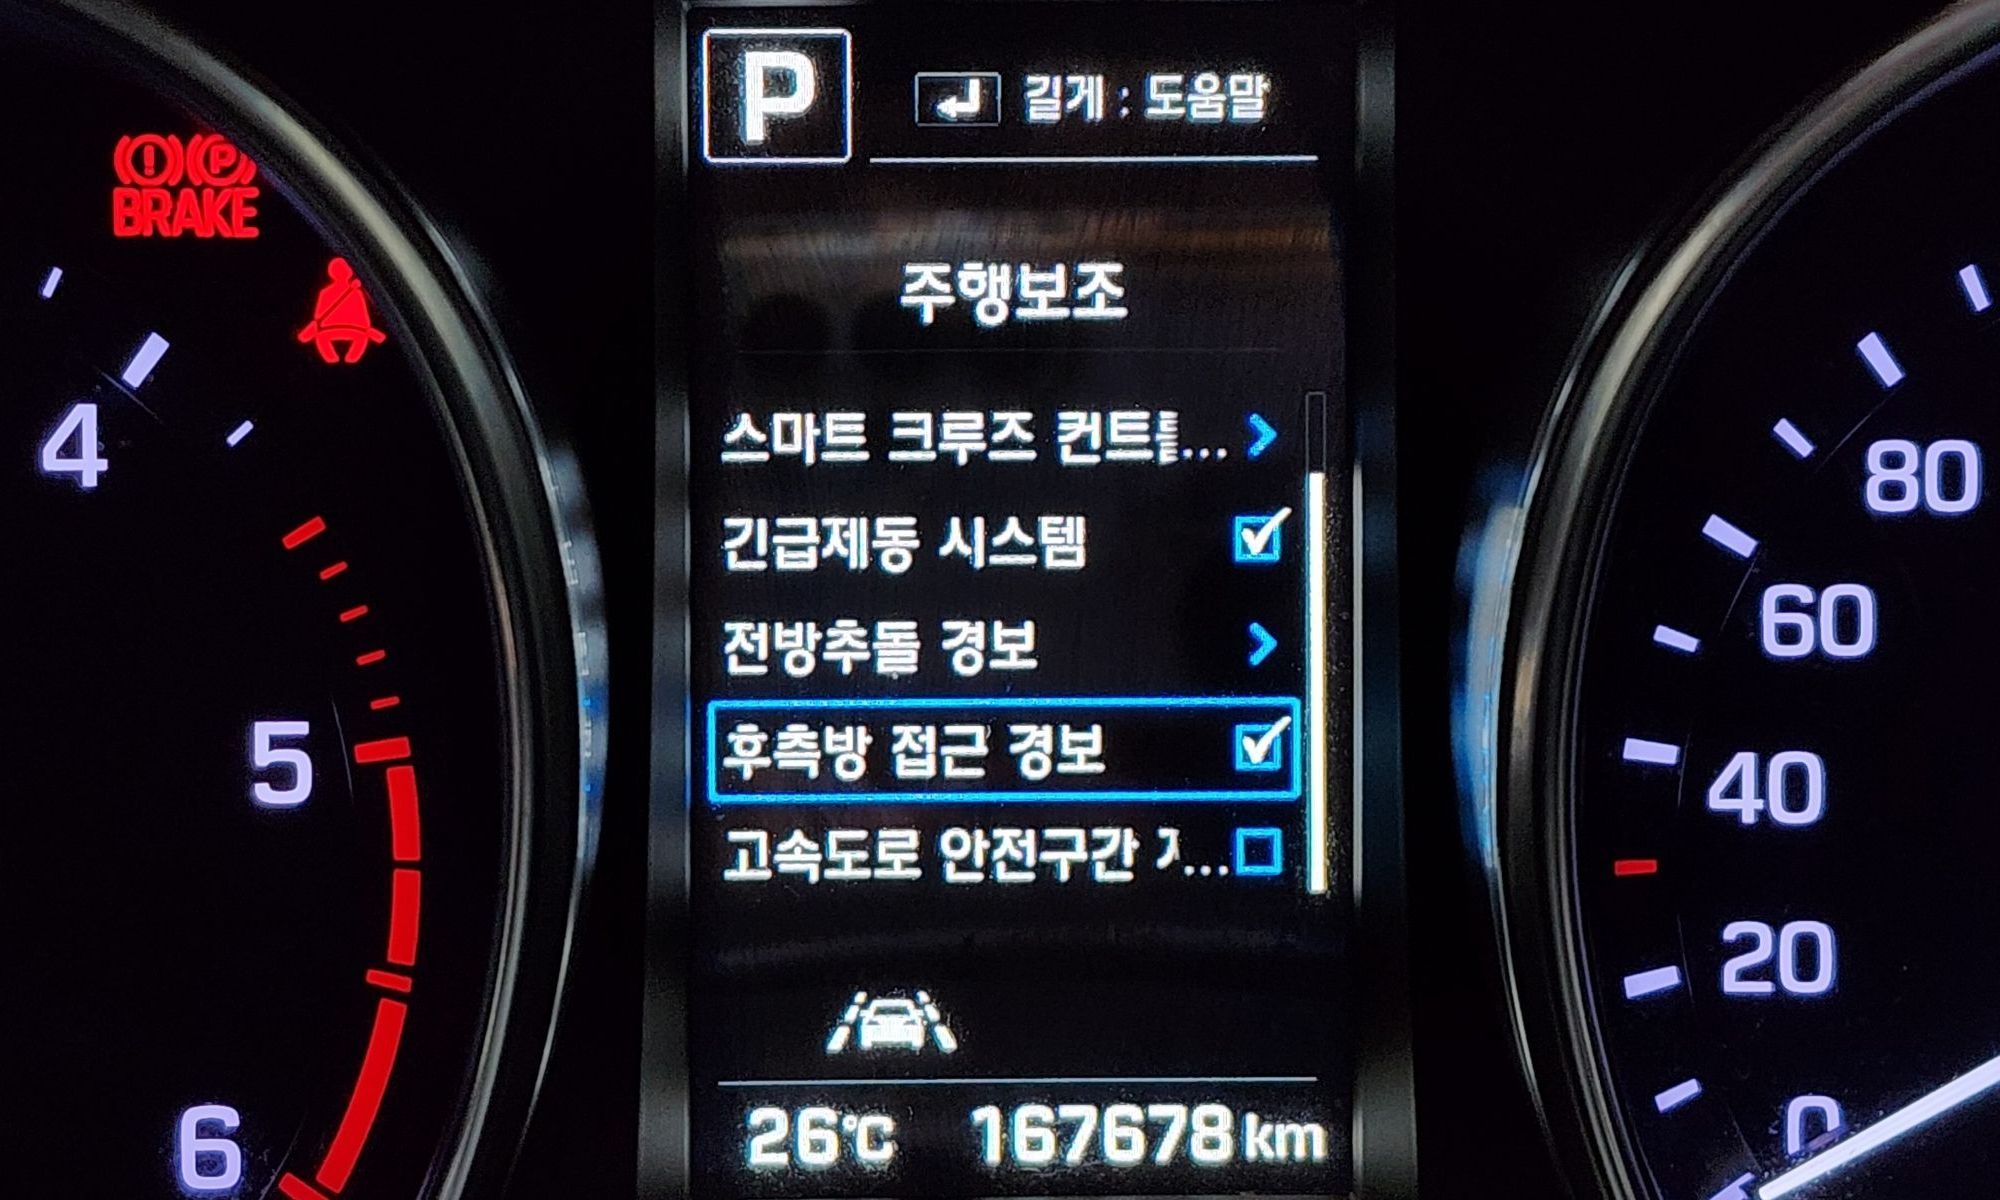 P
길게 : 도움말
BRAKE
주행보조
스마트 크루즈 컨트롤...
긴급제동 시스템
전방추돌 경보
후측방 접근 경보
고속도로 안전구간 ...
26°C 167678 km
4
5
6
80
60
40
20
0